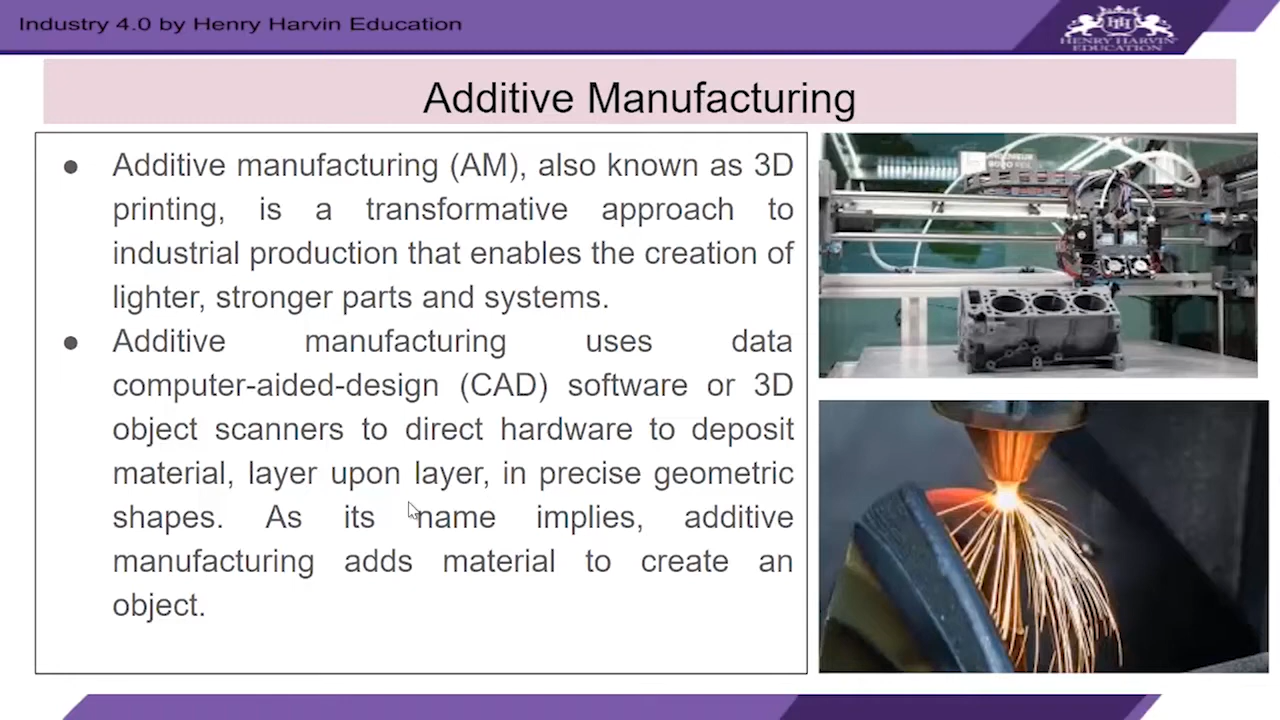 Industry 4.0 by Henry Harvin Education
HENRY HARVIN
EDUCATION
Additive Manufacturing
● Additive manufacturing (AM), also known as 3D
printing, is a transformative approach to
industrial production that enables the creation of
lighter, stronger parts and systems.
● Additive manufacturing uses data
computer-aided-design (CAD) software or 3D
object scanners to direct hardware to deposit
material, layer upon layer, in precise geometric
shapes. As its name implies, additive
manufacturing adds material to create an
object.